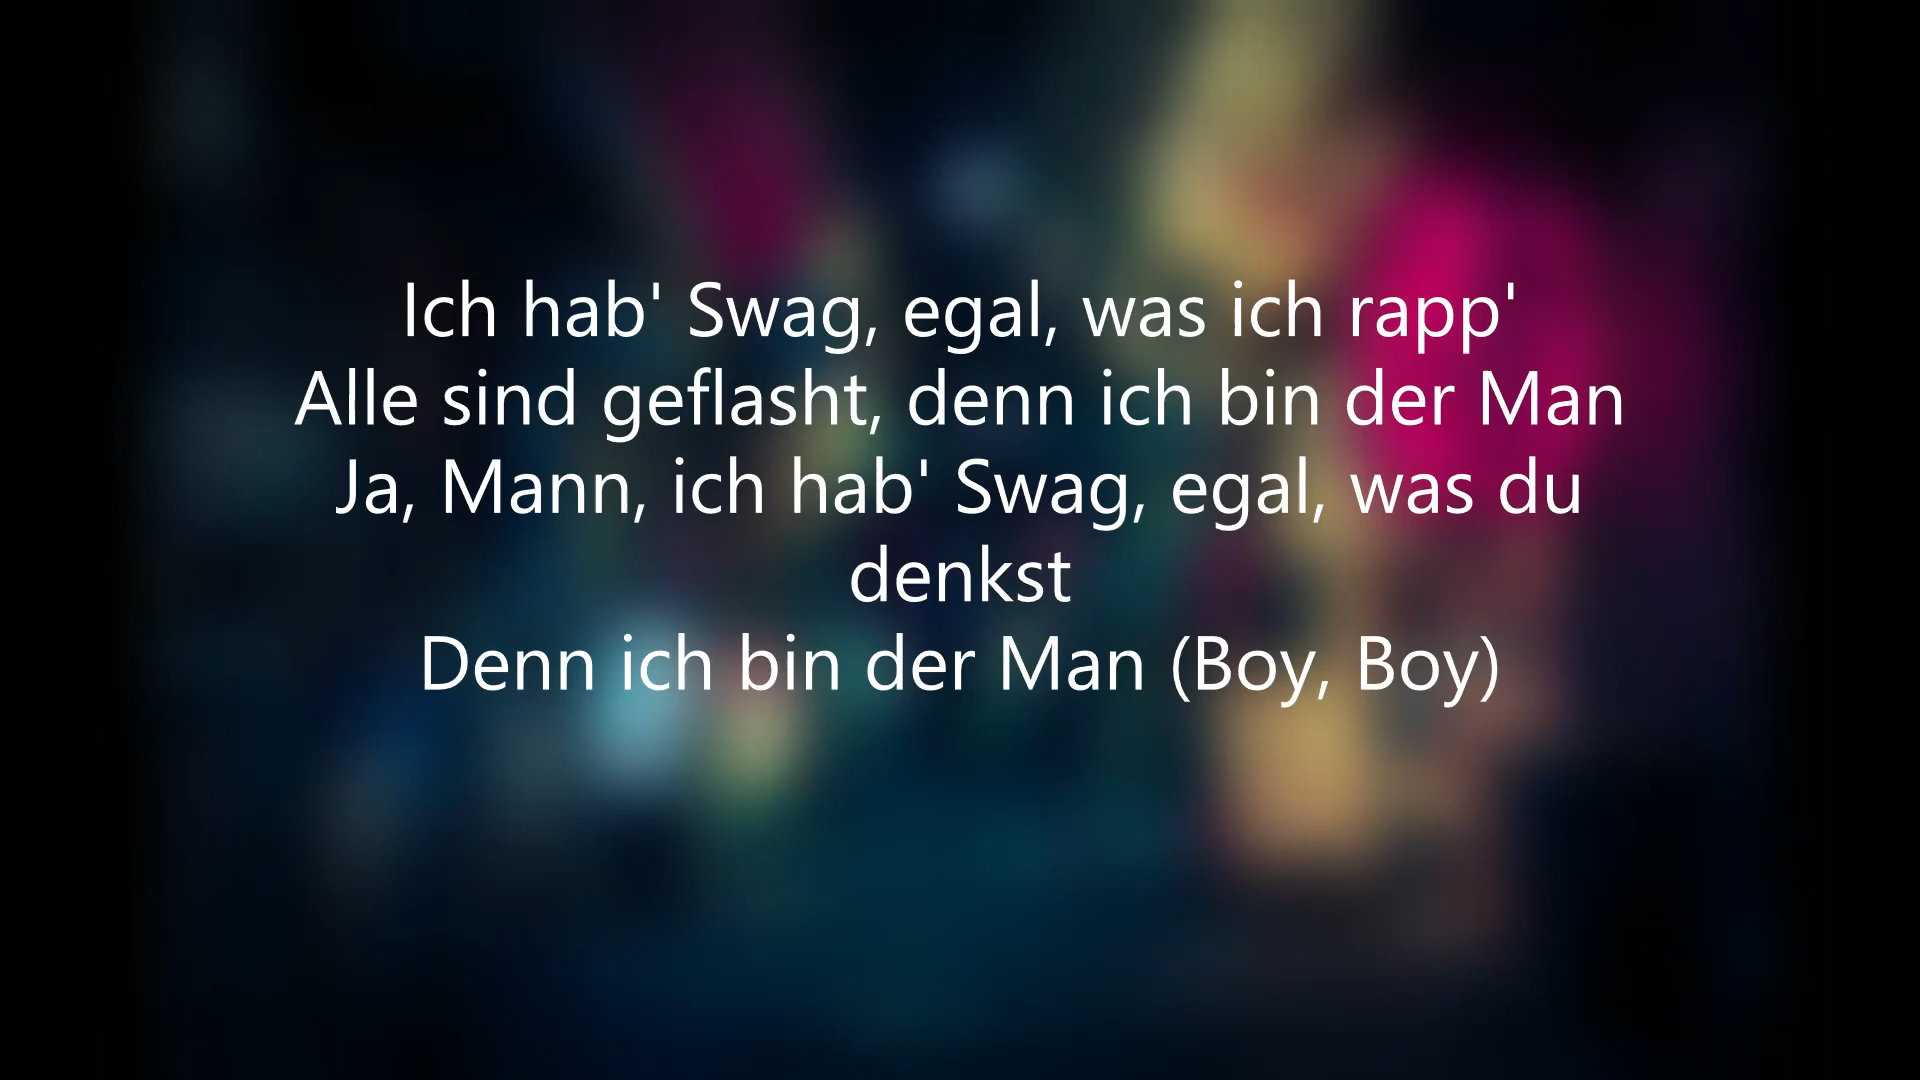 Ich hab' Swag, egal, was ich rapp'
Alle sind geflasht, denn ich bin der Man
Ja, Mann, ich hab' Swag, egal, was du
denkst
Denn ich bin der Man (Boy, Boy)